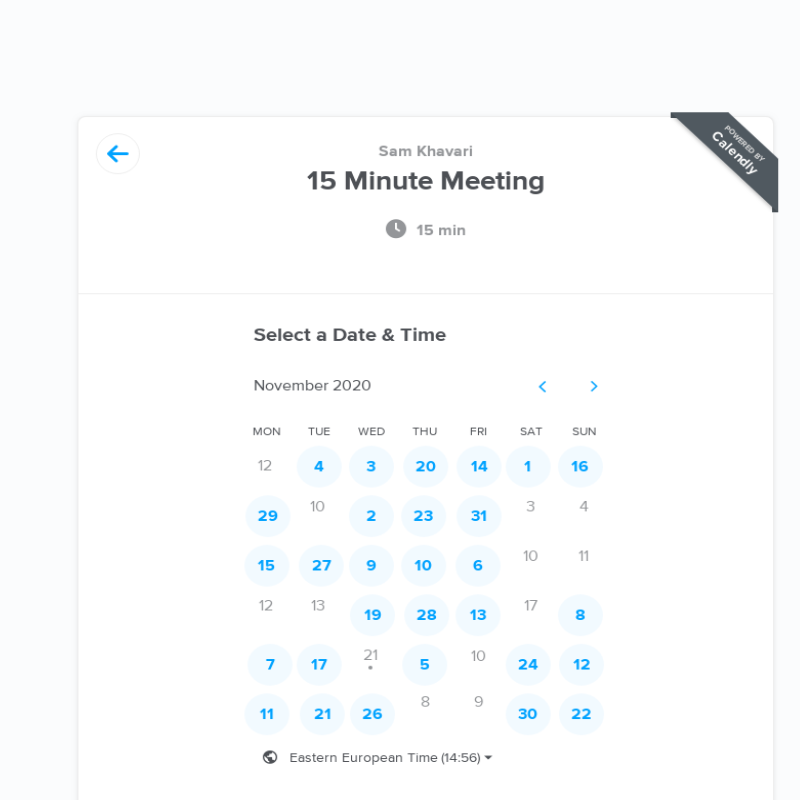 POWERED BY
Calendly
Sam Khavari
15 Minute Meeting
15 min
Select a Date & Time
November 2020
MON TUE WED THU FRI SAT SUN
12 4 3 20 14 1 16
29 10 2 23 31 3 4
15 27 9 10 6 10 11
12 13 19 28 13 17 8
7 17 21 5 10 24 12
11 21 26 8 9 30 22
Eastern European Time (14:56)